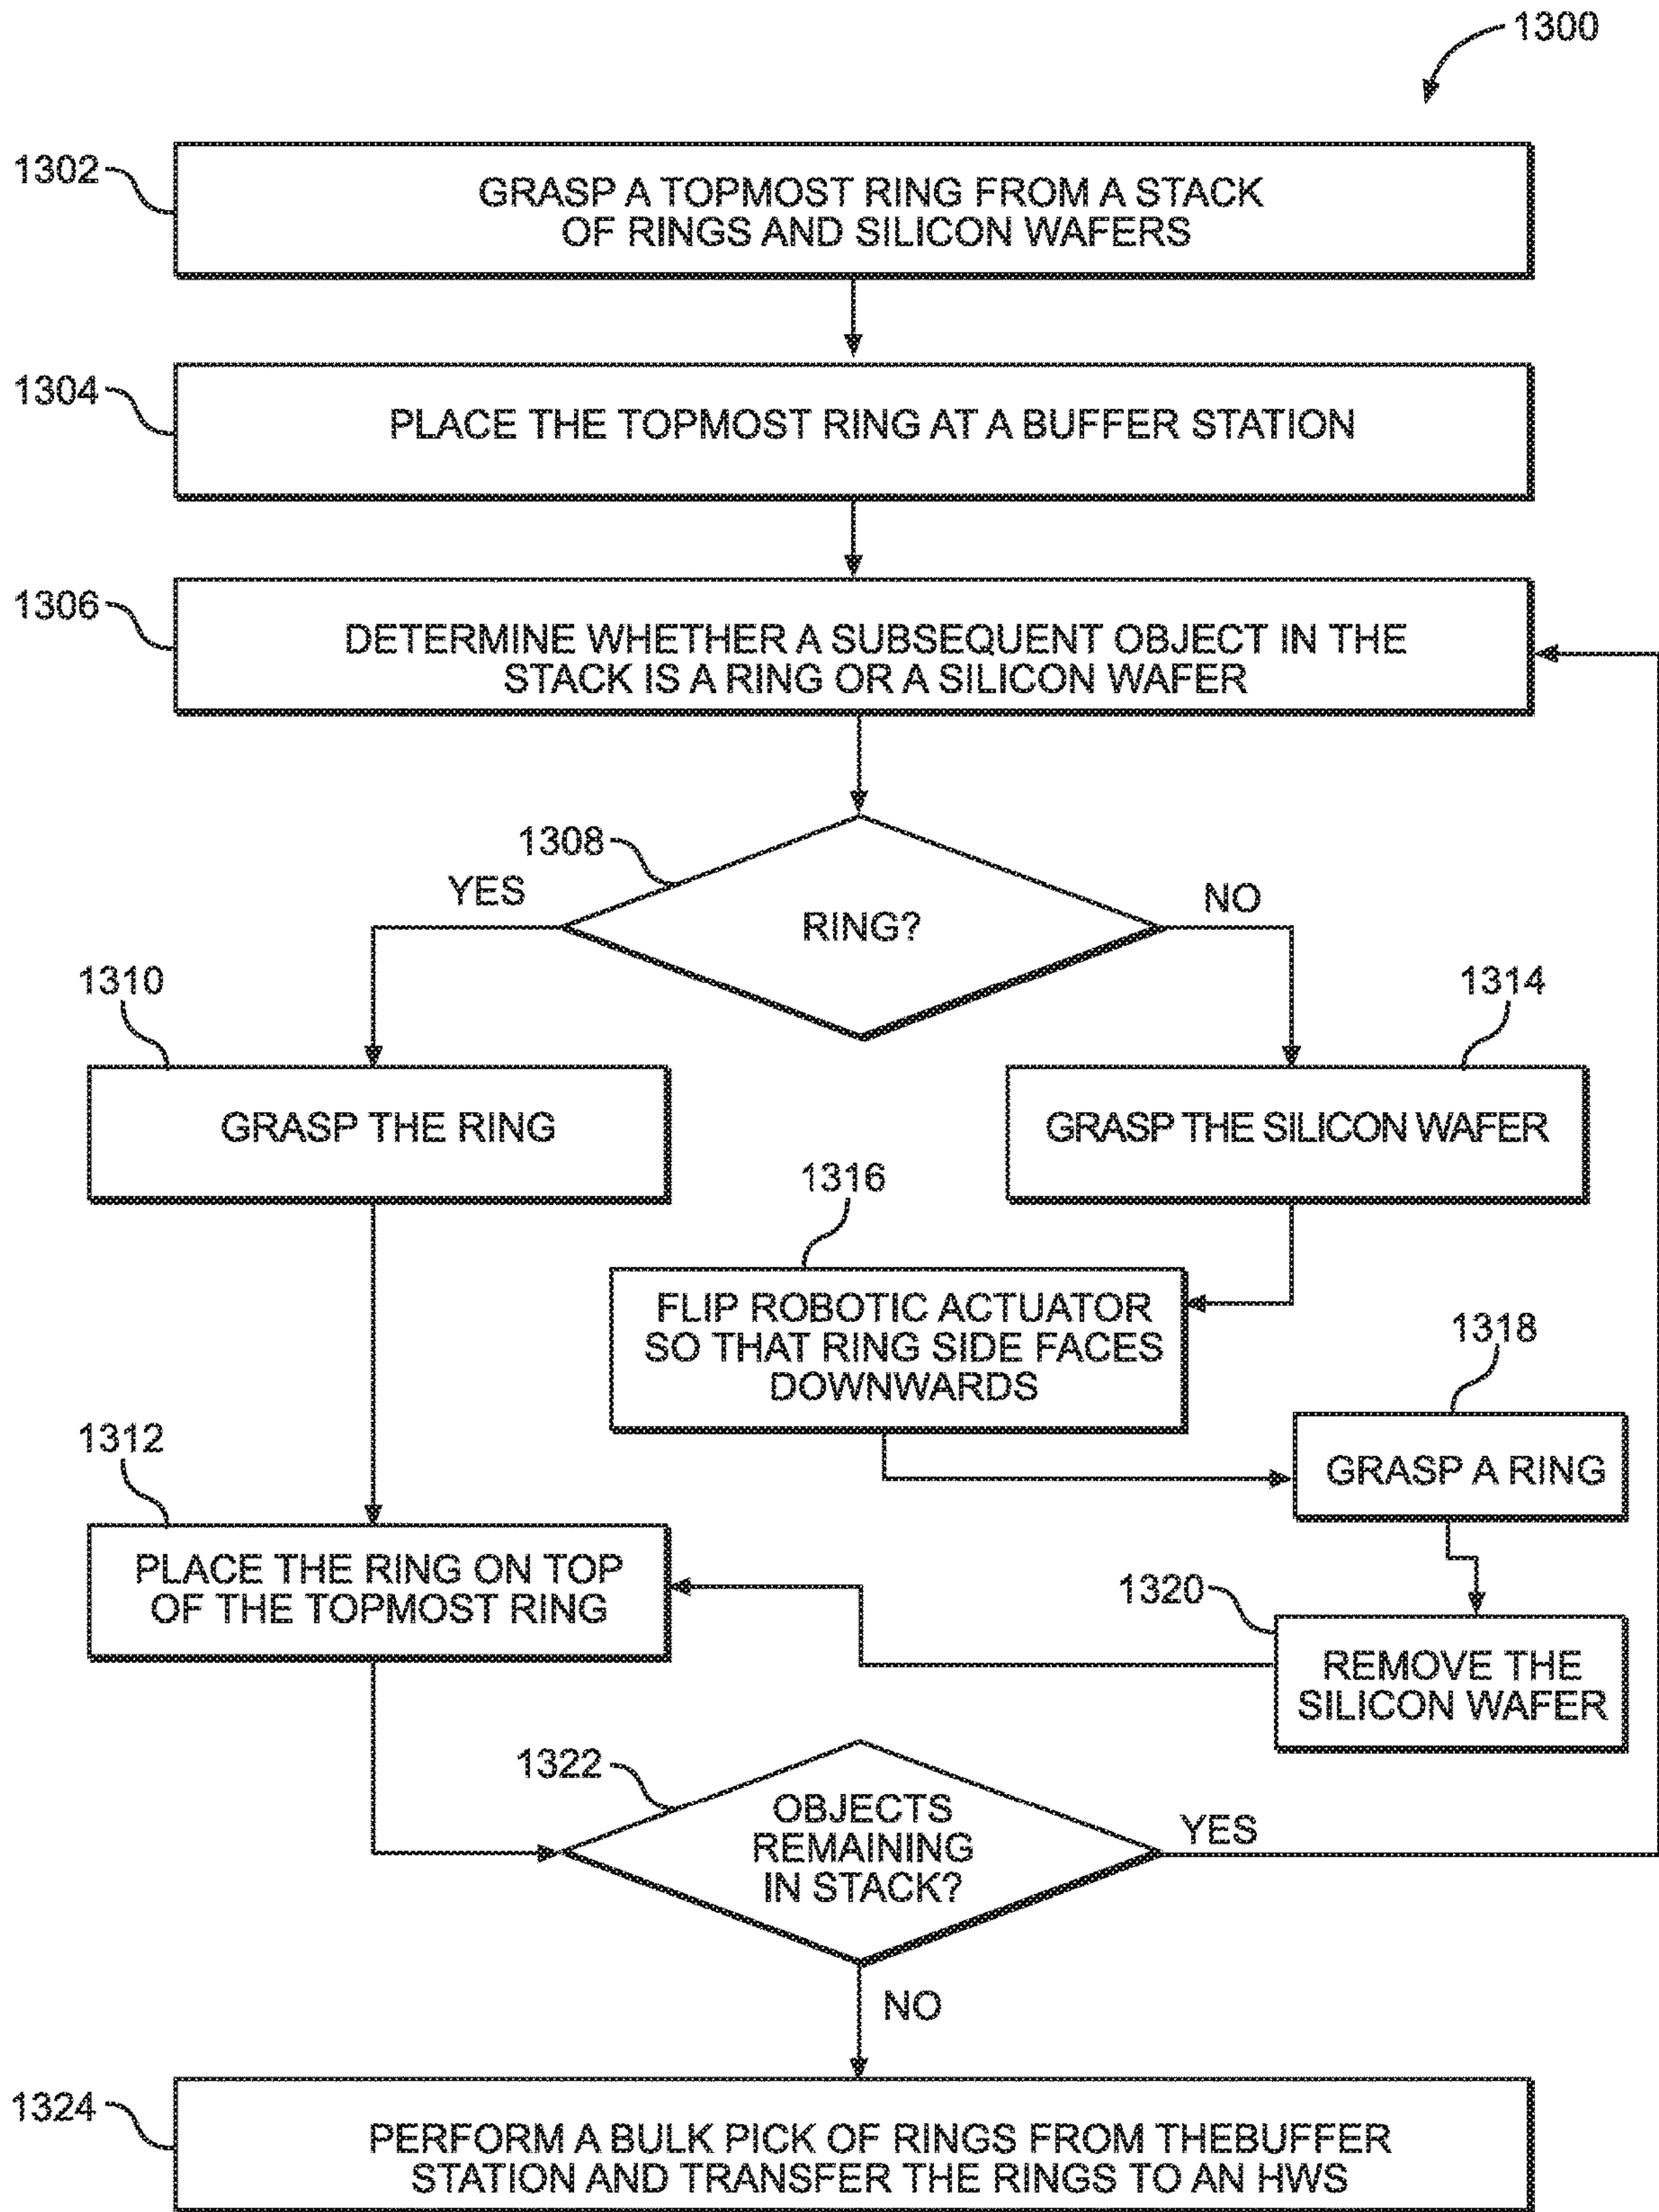 1300
1302
GRASP A TOPMOST RING FROM A STACK
OF RINGS AND SILICON WAFERS
1304
PLACE THE TOPMOST RING AT A BUFFER STATION
1306
DETERMINE WHETHER A SUBSEQUENT OBJECT IN THE
STACK IS A RING OR A SILICON WAFER
1308
YES
NO
RING?
1310
1314
GRASP THE RING
GRASP THE SILICON WAFER
1316
FLIP ROBOTIC ACTUATOR
SO THAT RING SIDE FACES
DOWNWARDS
1318
GRASP A RING
1312
PLACE THE RING ON TOP
OF THE TOPMOST RING
1320
REMOVE THE
SILICON WAFER
1322
OBJECTS
REMAINING
IN STACK?
YES
NO
1324
PERFORM A BULK PICK OF RINGS FROM THEBUFFER
STATION AND TRANSFER THE RINGS TO AN HWS